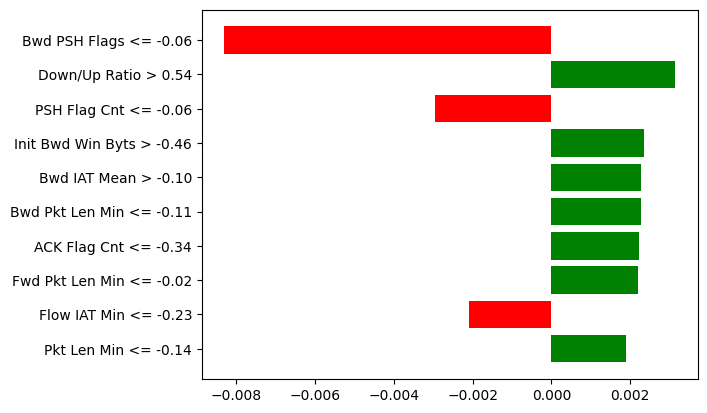 Bwd PSH Flags <= -0.06
Down/Up Ratio > 0.54
PSH Flag Cnt <= -0.06
Init Bwd Win Byts > -0.46
Bwd IAT Mean > -0.10
Bwd Pkt Len Min <= -0.11
ACK Flag Cnt <= -0.34
Fwd Pkt Len Min <= -0.02
Flow IAT Min <= -0.23
Pkt Len Min <= -0.14
−0.008 −0.006 −0.004 −0.002 0.000 0.002